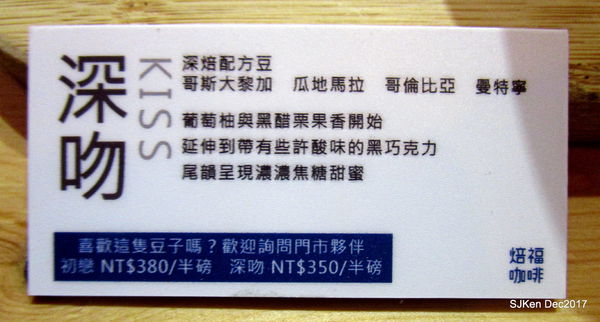 深吻
KISS
深焙配方豆
哥斯大黎加 瓜地馬拉 哥倫比亞 曼特寧
葡萄柚與黑醋栗果香開始
延伸到帶有些許酸味的黑巧克力
尾韻呈現濃濃焦糖甜蜜
喜歡這隻豆子嗎？歡迎詢問門市夥伴
初戀 NT$380/半磅 深吻 NT$350/半磅
焙福
咖啡
SJKen Dec2017